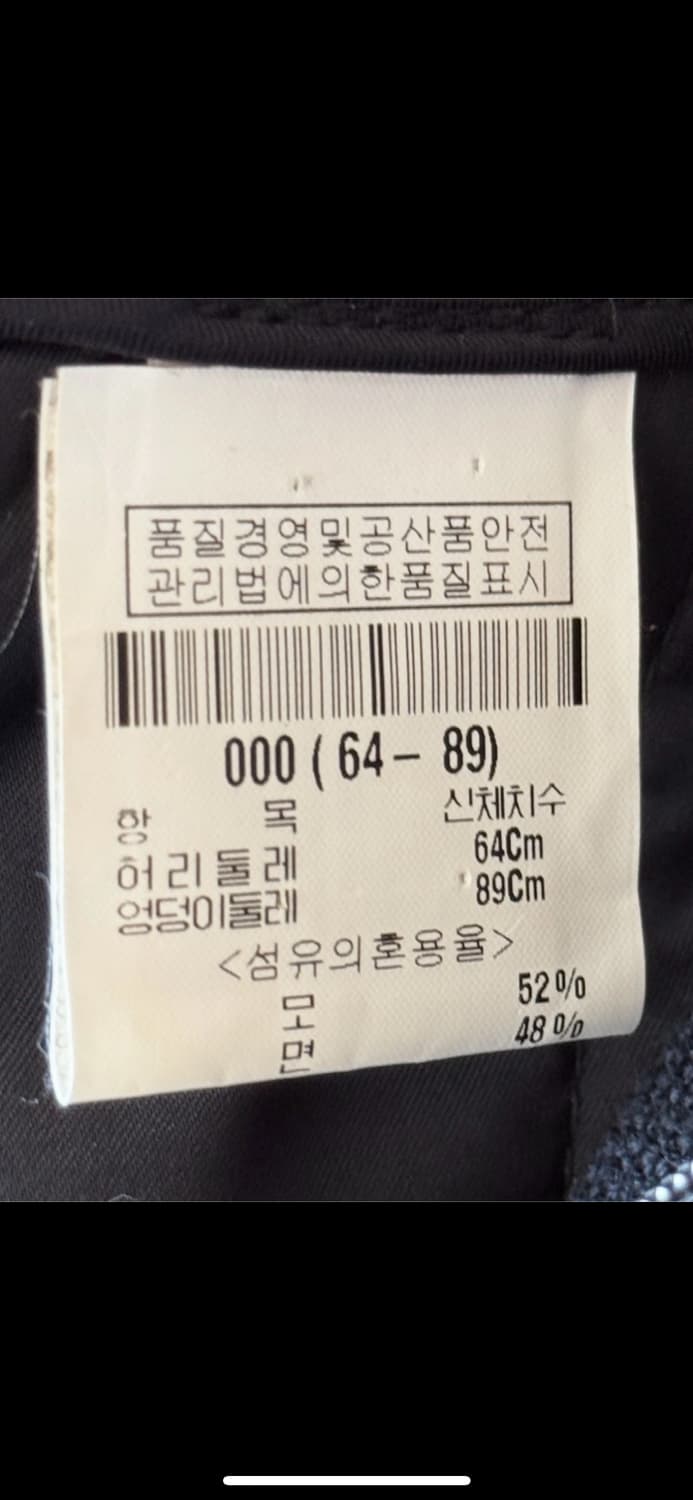 품질경영및공산품안전
관리법에의한품질표시
000 ( 64 - 89)
항 목 신체치수
허리둘레 64Cm
엉덩이둘레 89Cm
<섬유의혼용율>
모 52%
면 48%